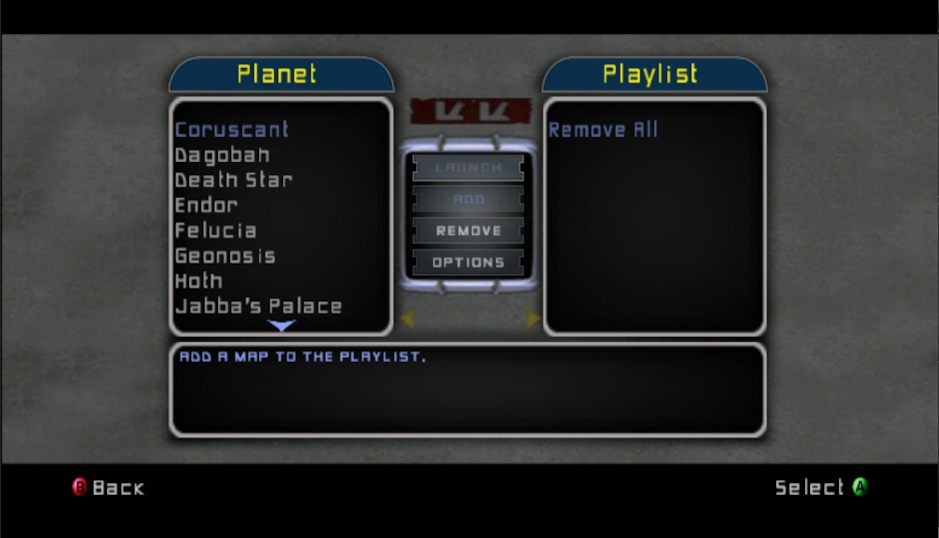 Planet
Coruscant
Dagobah
Death Star
Endor
Felucia
Geonosis
Hoth
Jabba's Palace
LAUNCH
ADD
REMOVE
OPTIONS
Playlist
Remove All
ADD A MAP TO THE PLAYLIST.
B Back
Select A